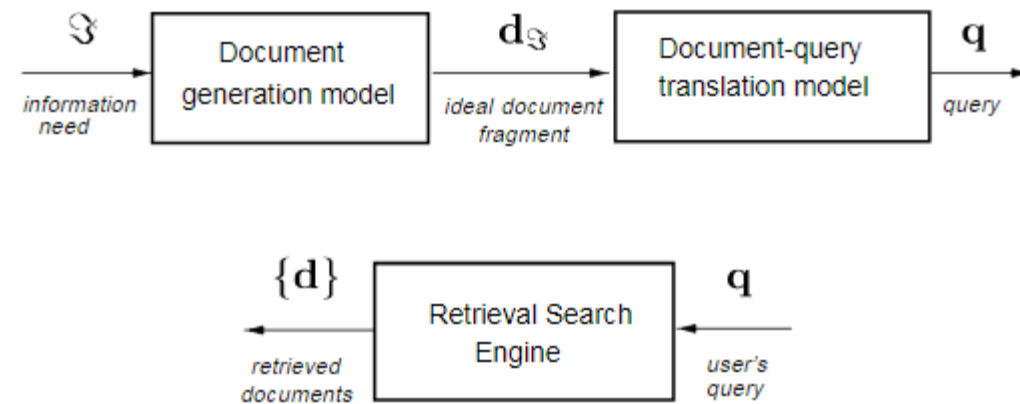 ℑ
information
need
Document
generation model
d_ℑ
ideal document
fragment
Document-query
translation model
q
query
{d}
retrieved
documents
Retrieval Search
Engine
q
user's
query